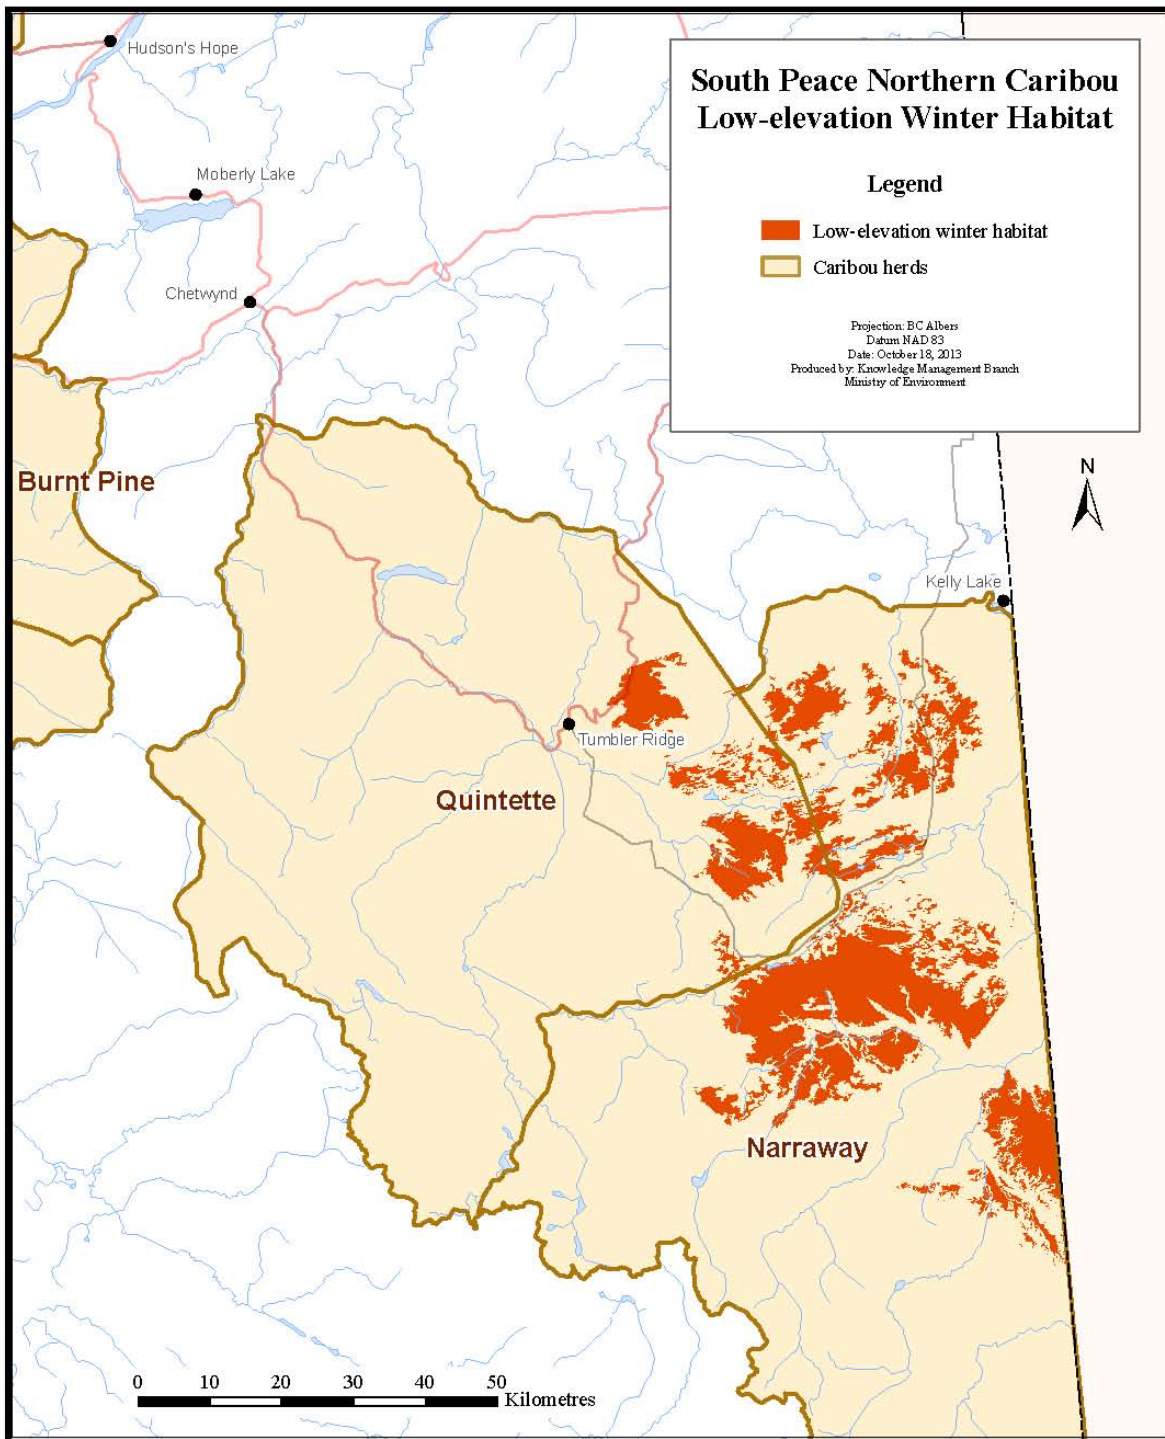 Hudson's Hope
South Peace Northern Caribou
Low-elevation Winter Habitat
Legend
Low-elevation winter habitat
Caribou herds
Projection: BC Albers
Datum NAD 83
Date: October 18, 2013
Produced by: Knowledge Management Branch
Ministry of Environment
Moberly Lake
Chetwynd
Burnt Pine
N
Kelly Lake
Tumbler Ridge
Quintette
Narraway
0 10 20 30 40 50
Kilometres